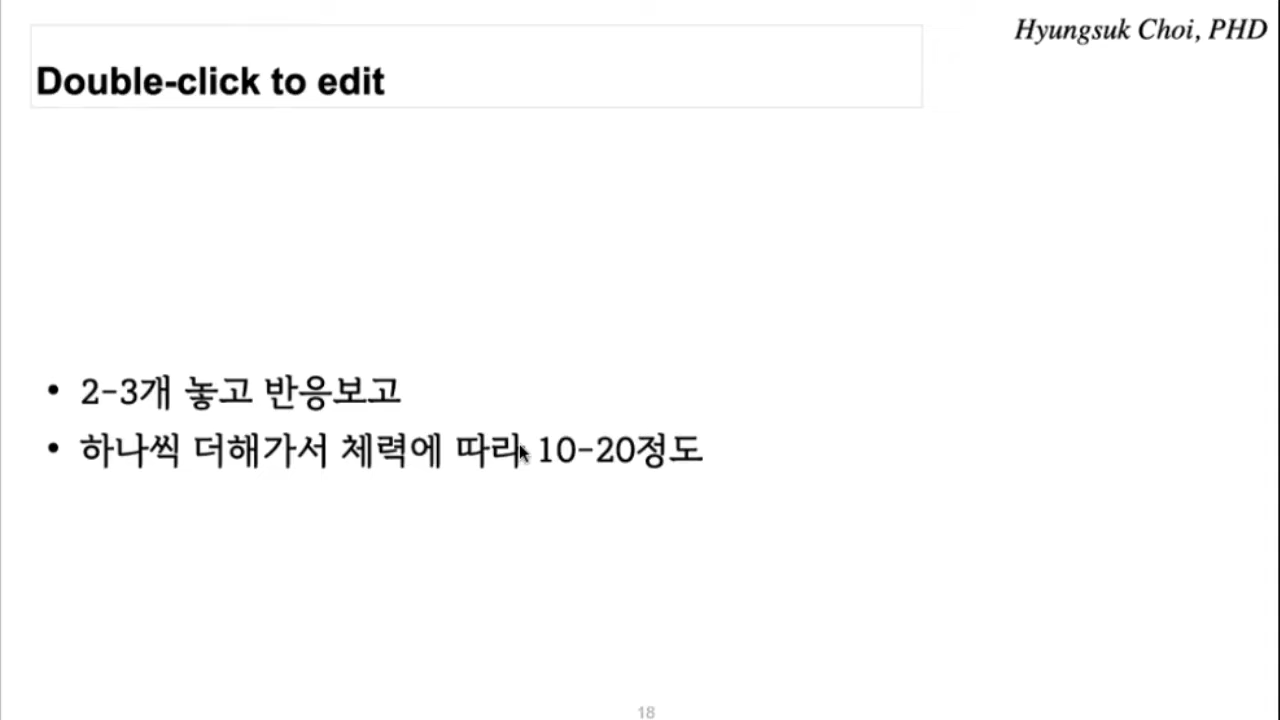 Hyungsuk Choi, PHD
Double-click to edit
• 2-3개 놓고 반응보고
• 하나씩 더해가서 체력에 따라 10-20정도
18